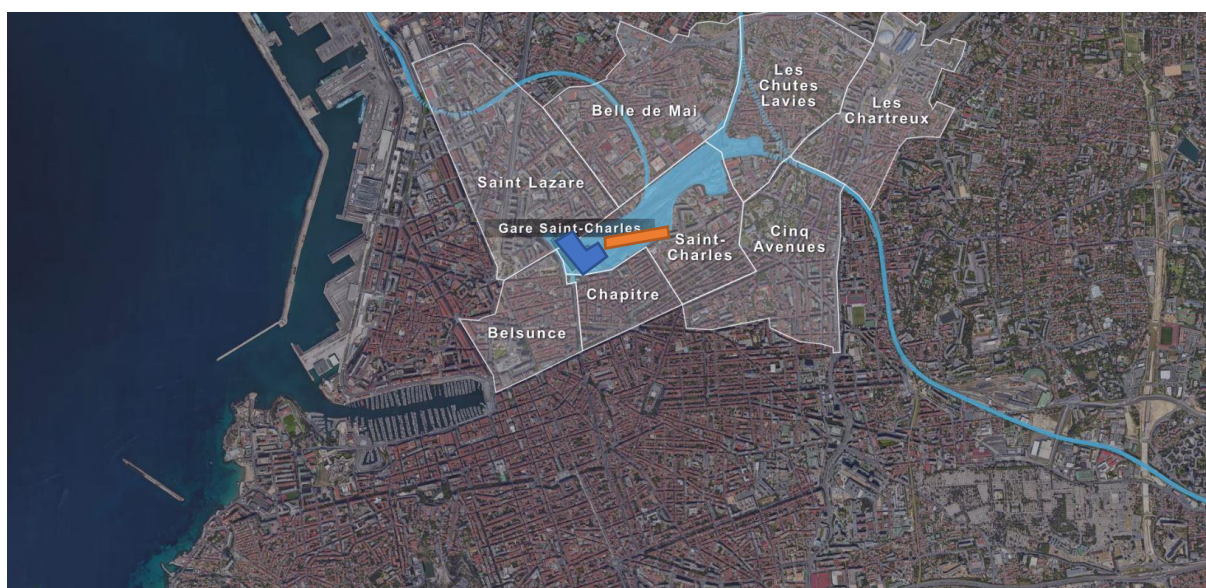 Les
Chutes
Lavies
Belle de Mai
Les
Chartreux
Saint Lazare
Gare Saint-Charles
Saint-
Charles
Cinq
Avenues
Chapitre
Belsunce